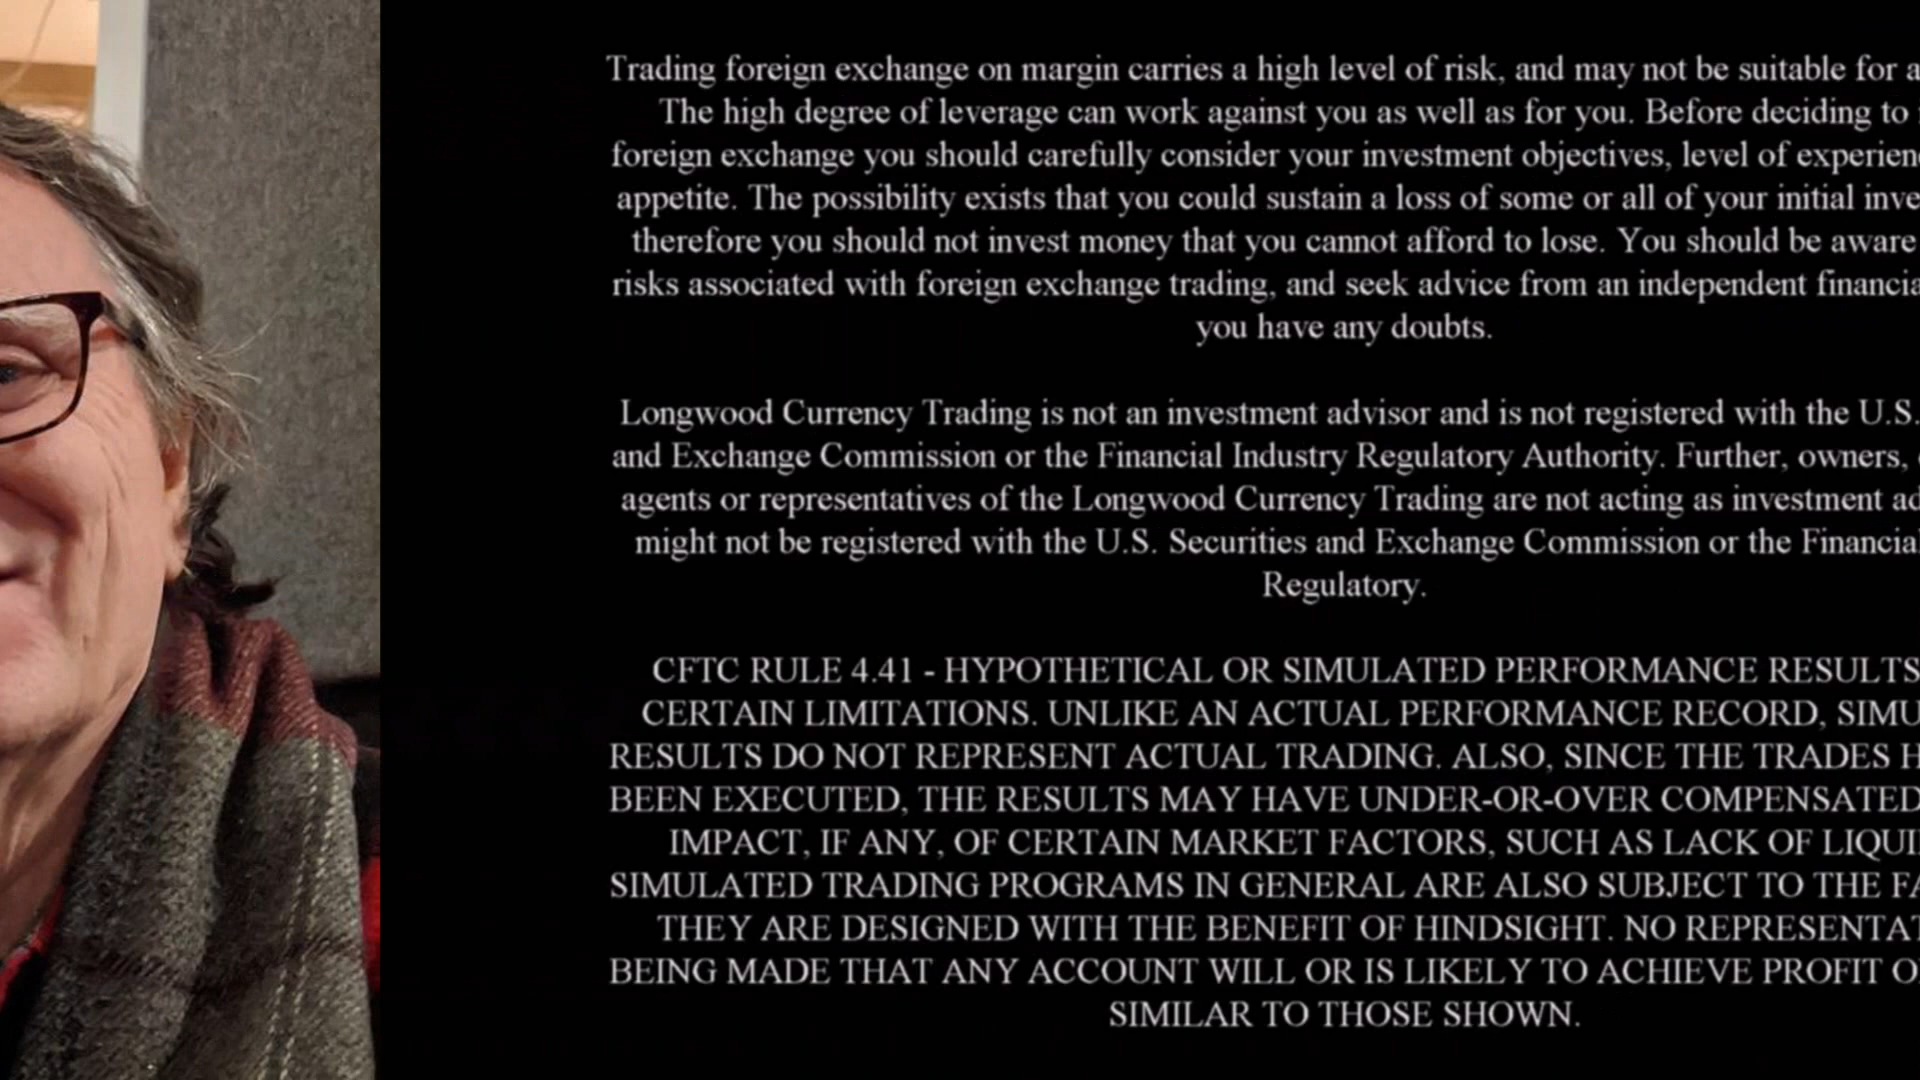 Trading foreign exchange on margin carries a high level of risk, and may not be suitable for
The high degree of leverage can work against you as well as for you. Before deciding to
foreign exchange you should carefully consider your investment objectives, level of
appetite. The possibility exists that you could sustain a loss of some or all of your initial
therefore you should not invest money that you cannot afford to lose. You should be aware
risks associated with foreign exchange trading, and seek advice from an independent
you have any doubts.
Longwood Currency Trading is not an investment advisor and is not registered with the U.S.
and Exchange Commission or the Financial Industry Regulatory Authority. Further, owners,
agents or representatives of the Longwood Currency Trading are not acting as investment
might not be registered with the U.S. Securities and Exchange Commission or the Financial
Regulatory.
CFTC RULE 4.41 - HYPOTHETICAL OR SIMULATED PERFORMANCE RESULTS
CERTAIN LIMITATIONS. UNLIKE AN ACTUAL PERFORMANCE RECORD,
RESULTS DO NOT REPRESENT ACTUAL TRADING. ALSO, SINCE THE TRADES
BEEN EXECUTED, THE RESULTS MAY HAVE UNDER-OR-OVER COMPENSATED
IMPACT, IF ANY, OF CERTAIN MARKET FACTORS, SUCH AS LACK OF
SIMULATED TRADING PROGRAMS IN GENERAL ARE ALSO SUBJECT TO THE
THEY ARE DESIGNED WITH THE BENEFIT OF HINDSIGHT. NO
BEING MADE THAT ANY ACCOUNT WILL OR IS LIKELY TO ACHIEVE PROFIT
SIMILAR TO THOSE SHOWN.